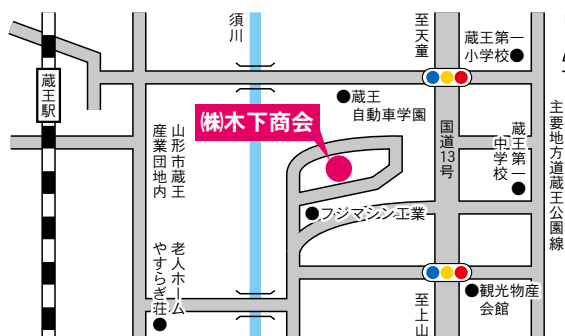 須川
至天童
蔵王第一
小学校
蔵王駅
蔵王
自動車学園
㈱木下商会
山形市蔵王
産業団地内
国道13号
蔵王第一
中学校
主要地方道蔵王公園線
フジマシン工業
老人ホーム
やすらぎ荘
観光物産
会館
至上山